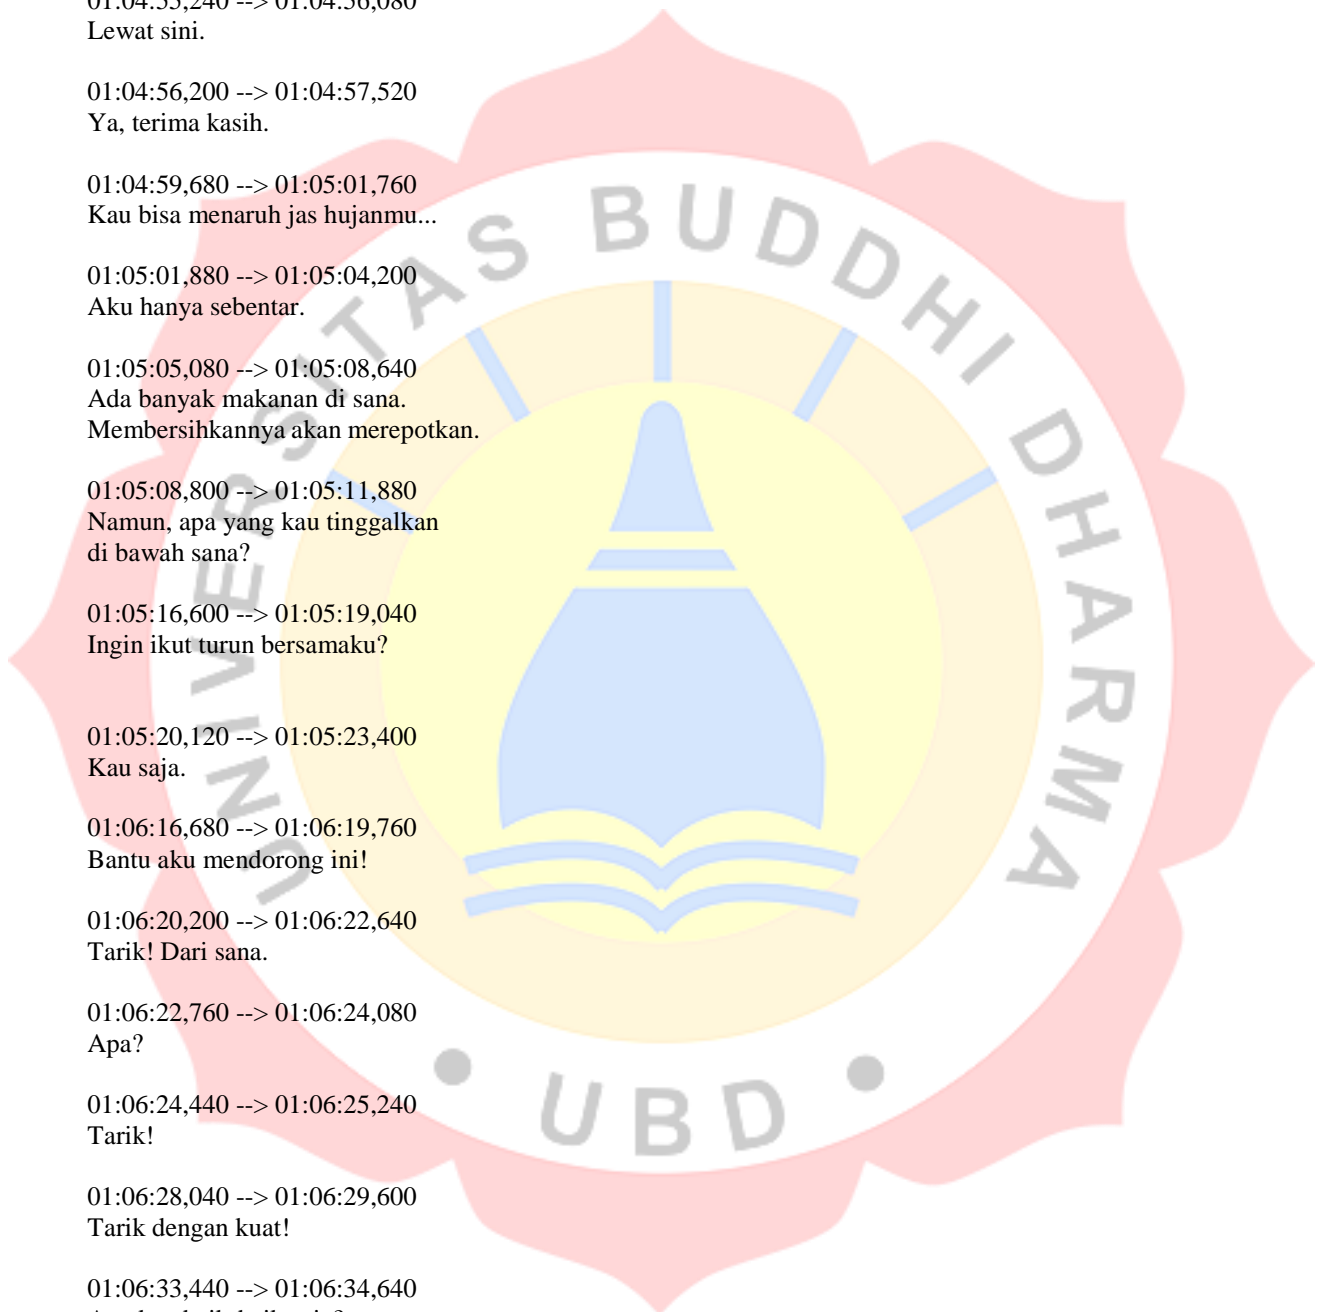 01:04:55,240 --> 01:04:56,080
Lewat sini.
01:04:56,200 --> 01:04:57,520
Ya, terima kasih.
01:04:59,680 --> 01:05:01,760
Kau bisa menaruh jas hujanmu...
01:05:01,880 --> 01:05:04,200
Aku hanya sebentar.
01:05:05,080 --> 01:05:08,640
Ada banyak makanan di sana.
Membersihkannya akan merepotkan.
01:05:08,800 --> 01:05:11,880
Namun, apa yang kau tinggalkan
di bawah sana?
01:05:16,600 --> 01:05:19,040
Ingin ikut turun bersamaku?
01:05:20,120 --> 01:05:23,400
Kau saja.
01:06:16,680 --> 01:06:19,760
Bantu aku mendorong ini!
01:06:20,200 --> 01:06:22,640
Tarik! Dari sana.
01:06:22,760 --> 01:06:24,080
Apa?
01:06:24,440 --> 01:06:25,240
Tarik!
01:06:28,040 --> 01:06:29,600
Tarik dengan kuat!
01:06:33,440 --> 01:06:34,640
UNIVERSITAS BUDDHI DHARMA
• UBD •